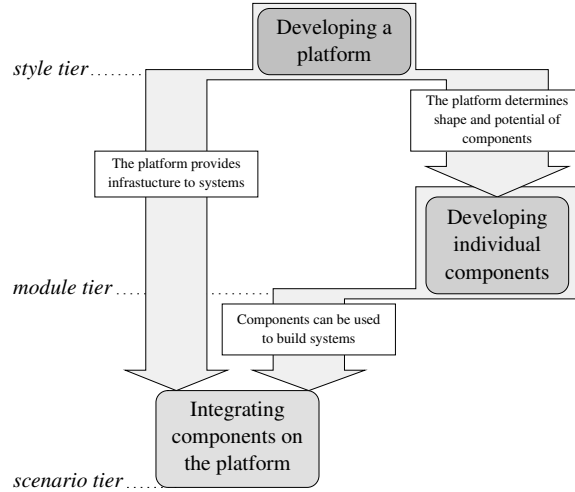 Developing a
platform
style tier
The platform determines
shape and potential of
components
The platform provides
infrastucture to systems
Developing
individual
components
module tier
Components can be used
to build systems
Integrating
components on
the platform
scenario tier